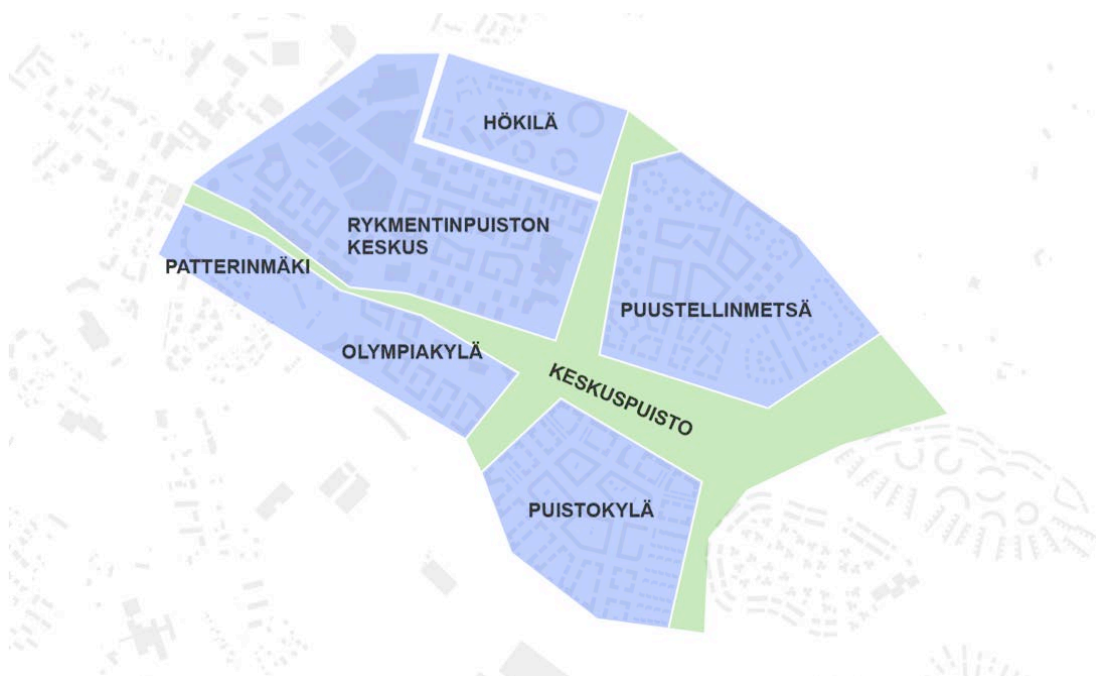 HÖKILÄ
RYKMENTINPUISTON
KESKUS
PATTERINMÄKI
PUUSTELLINMETSÄ
OLYMPIAKYLÄ
KESKUSPUISTO
PUISTOKYLÄ